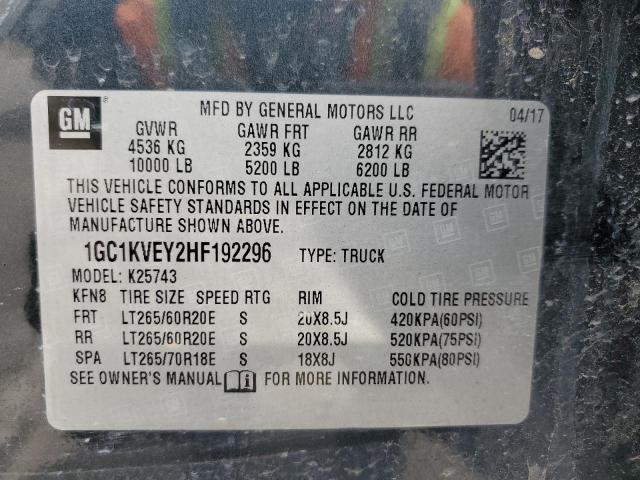 GM
MFD BY GENERAL MOTORS LLC 04/17
GVWR GAWR FRT GAWR RR
4536 KG 2359 KG 2812 KG
10000 LB 5200 LB 6200 LB
THIS VEHICLE CONFORMS TO ALL APPLICABLE U.S. FEDERAL MOTOR
VEHICLE SAFETY STANDARDS IN EFFECT ON THE DATE OF
MANUFACTURE SHOWN ABOVE.
1GC1KVEY2HF192296 TYPE: TRUCK
MODEL: K25743
KFN8 TIRE SIZE SPEED RTG RIM COLD TIRE PRESSURE
FRT LT265/60R20E S 20X8.5J 420KPA(60PSI)
RR LT265/60R20E S 20X8.5J 520KPA(75PSI)
SPA LT265/70R18E S 18X8J 550KPA(80PSI)
SEE OWNER'S MANUAL i FOR MORE INFORMATION.